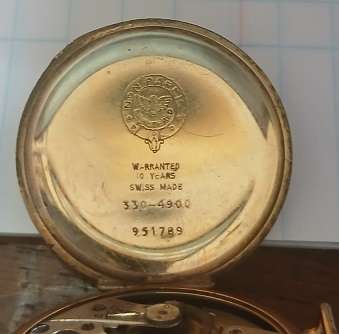 WARRANTED
10 YEARS
SWISS MADE
330-4900
951789